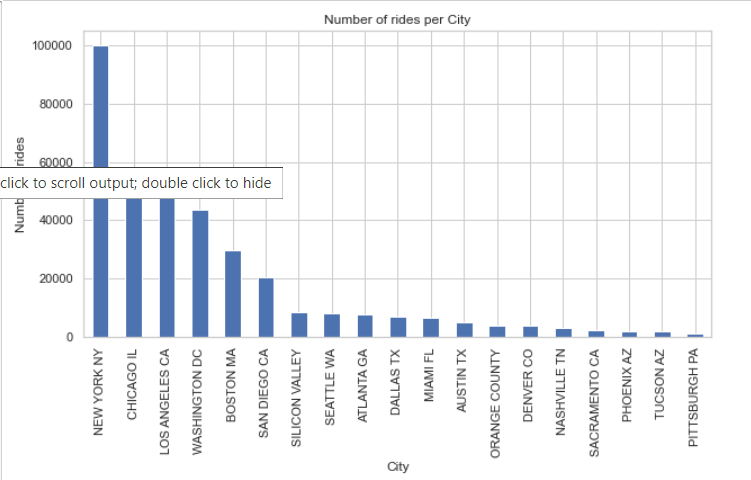 Number of rides per City
100000
80000
60000
40000
20000
0
rides
click to scroll output; double click to hide
Numb
NEW YORK NY
CHICAGO IL
LOS ANGELES CA
WASHINGTON DC
BOSTON MA
SAN DIEGO CA
SILICON VALLEY
SEATTLE WA
ATLANTA GA
DALLAS TX
MIAMI FL
AUSTIN TX
ORANGE COUNTY
DENVER CO
NASHVILLE TN
SACRAMENTO CA
PHOENIX AZ
TUCSON AZ
PITTSBURGH PA
City